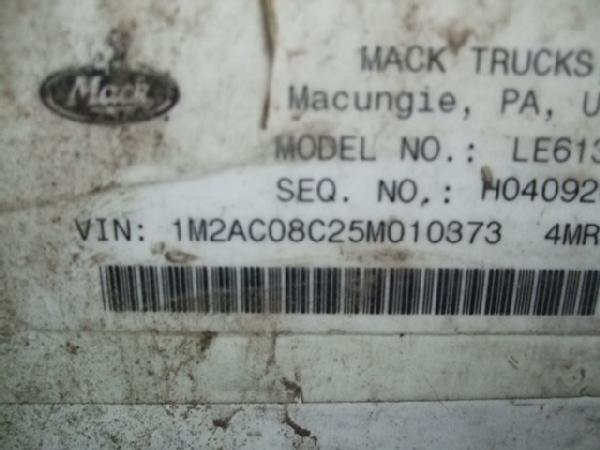 Mack
MACK TRUCKS
Macungie, PA, U
MODEL NO.: LE613
SEQ. NO.: H04092
VIN: 1M2AC08C25M010373 4MR